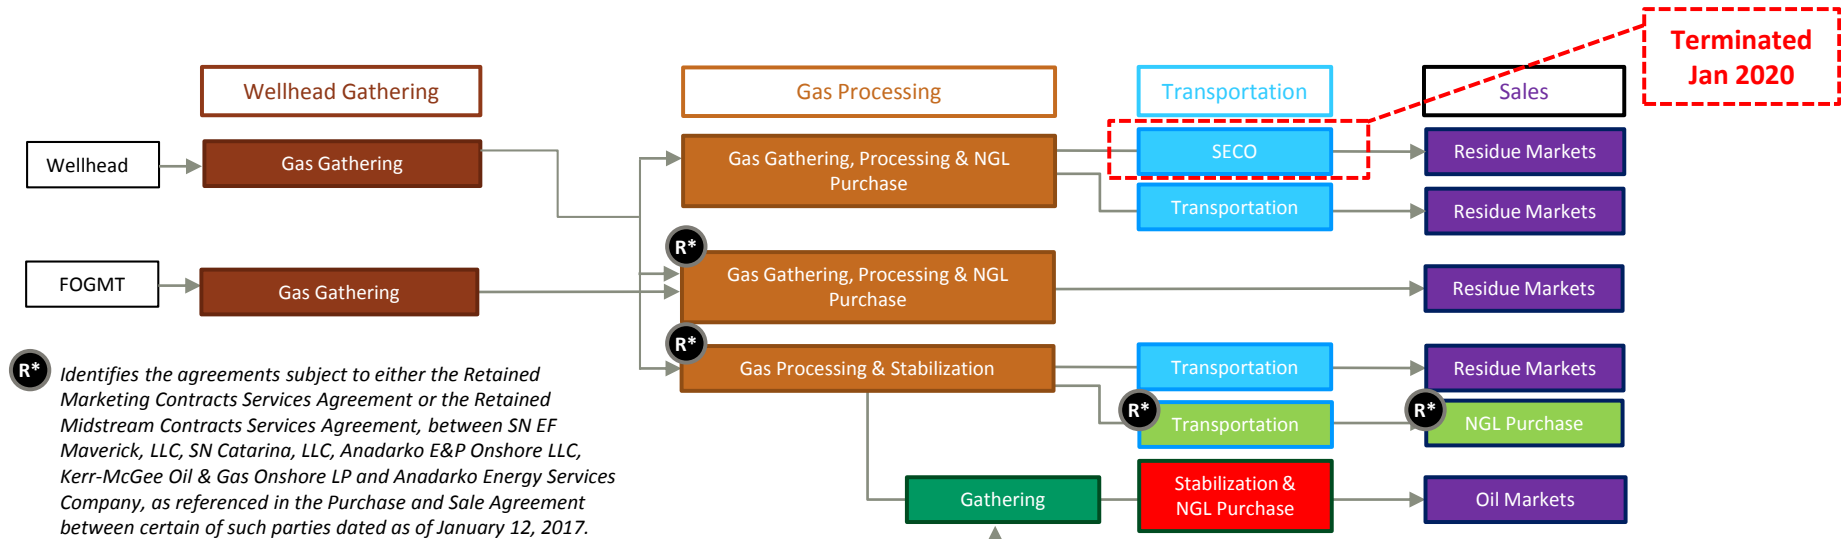 Terminated
Jan 2020
Wellhead Gathering
Gas Processing
Transportation
Sales
Wellhead
Gas Gathering
Gas Gathering, Processing & NGL
Purchase
SECO
Residue Markets
Transportation
Residue Markets
R*
FOGMT
Gas Gathering
Gas Gathering, Processing & NGL
Purchase
Residue Markets
R*
Gas Processing & Stabilization
Transportation
Residue Markets
R*
Transportation
R*
NGL Purchase
Gathering
Stabilization &
NGL Purchase
Oil Markets
R*
Identifies the agreements subject to either the Retained
Marketing Contracts Services Agreement or the Retained
Midstream Contracts Services Agreement, between SN EF
Maverick, LLC, SN Catarina, LLC, Anadarko E&P Onshore LLC,
Kerr-McGee Oil & Gas Onshore LP and Anadarko Energy Services
Company, as referenced in the Purchase and Sale Agreement
between certain of such parties dated as of January 12, 2017.